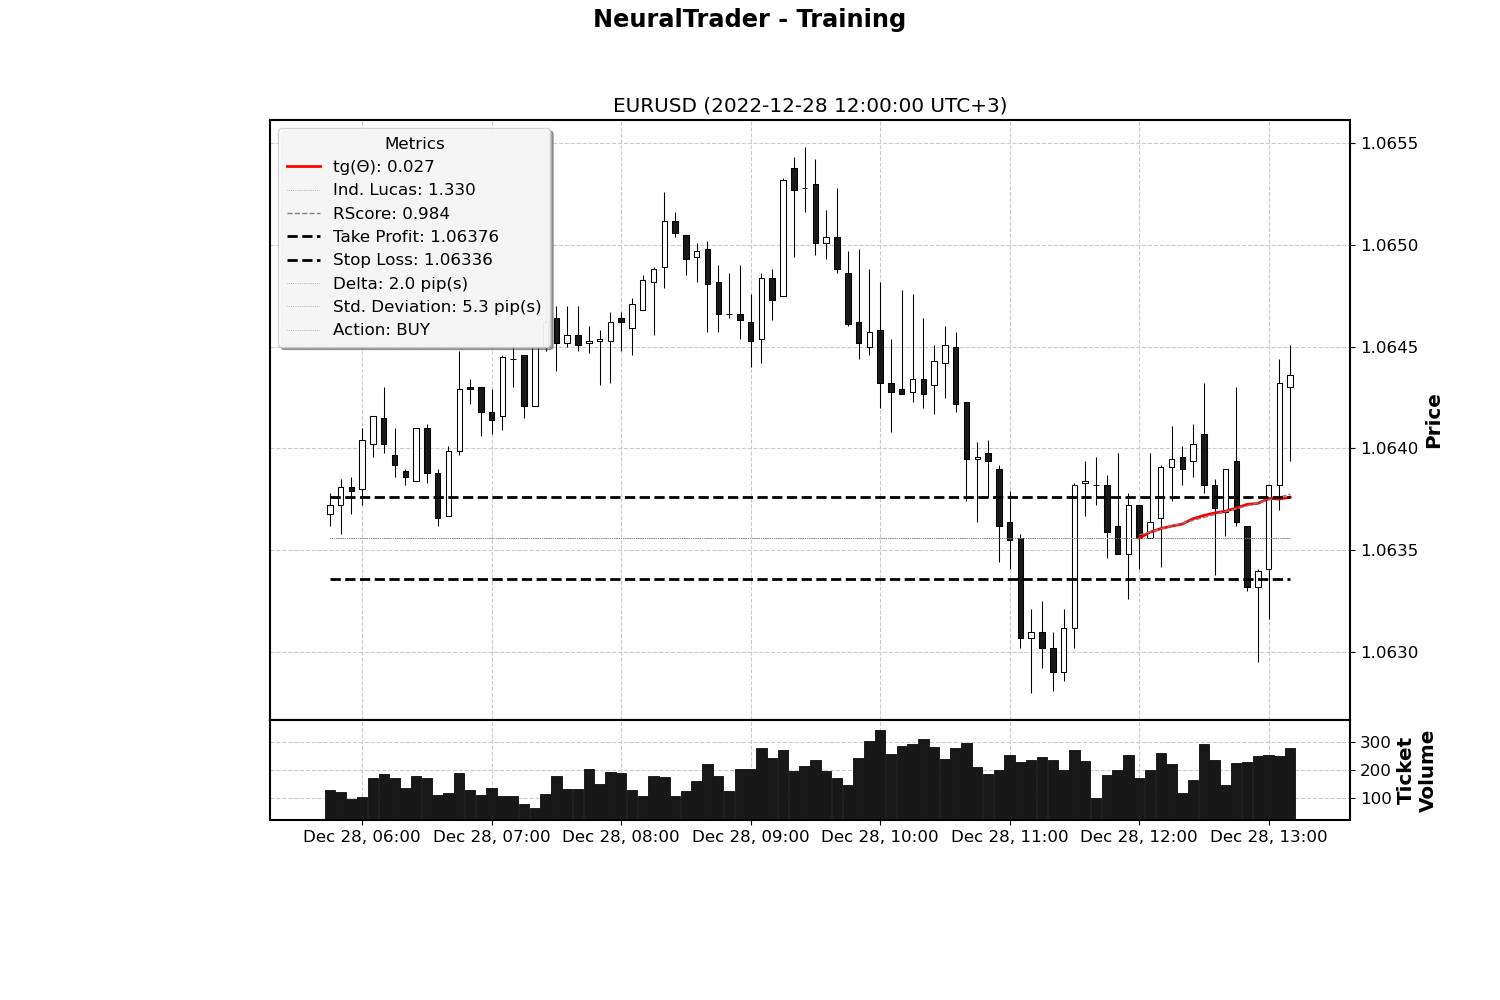 NeuralTrader - Training
EURUSD (2022-12-28 12:00:00 UTC+3)
Metrics
tg(Θ): 0.027
Ind. Lucas: 1.330
RScore: 0.984
Take Profit: 1.06376
Stop Loss: 1.06336
Delta: 2.0 pip(s)
Std. Deviation: 5.3 pip(s)
Action: BUY
1.0655
1.0650
1.0645
1.0640
1.0635
1.0630
Price
300
200
100
Ticket
Volume
Dec 28, 06:00
Dec 28, 07:00
Dec 28, 08:00
Dec 28, 09:00
Dec 28, 10:00
Dec 28, 11:00
Dec 28, 12:00
Dec 28, 13:00